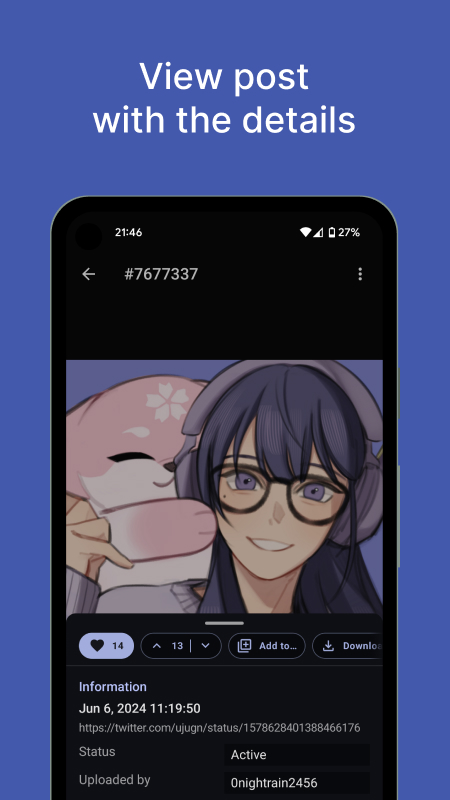 View post
with the details
21:46
27%
#7677337
14
13
Add to...
Downloa
Information
Jun 6, 2024 11:19:50
https://twitter.com/ujugn/status/1578628401388466176
Status
Active
Uploaded by
0nightrain2456